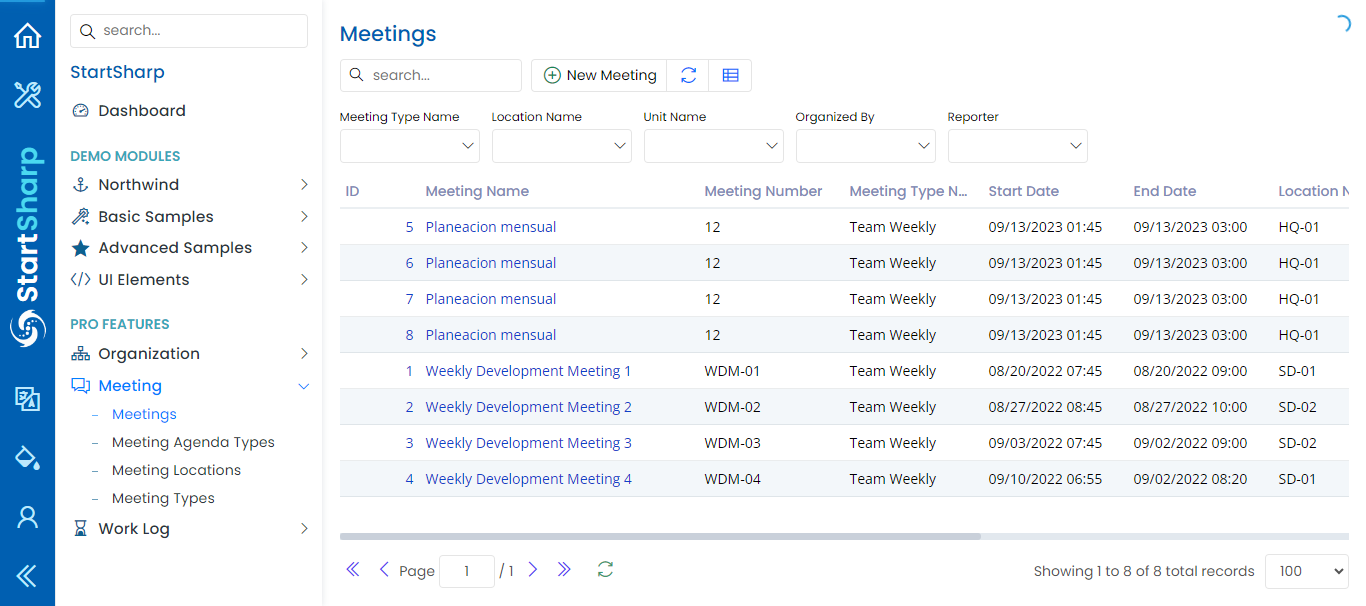 StartSharp
search...
StartSharp
Dashboard
DEMO MODULES
Northwind
Basic Samples
Advanced Samples
UI Elements
PRO FEATURES
Organization
Meeting
Meetings
Meeting Agenda Types
Meeting Locations
Meeting Types
Work Log
Meetings
search...
New Meeting
Meeting Type Name Location Name Unit Name Organized By Reporter
ID Meeting Name Meeting Number Meeting Type N... Start Date End Date Location N
5 Planeacion mensual 12 Team Weekly 09/13/2023 01:45 09/13/2023 03:00 HQ-01
6 Planeacion mensual 12 Team Weekly 09/13/2023 01:45 09/13/2023 03:00 HQ-01
7 Planeacion mensual 12 Team Weekly 09/13/2023 01:45 09/13/2023 03:00 HQ-01
8 Planeacion mensual 12 Team Weekly 09/13/2023 01:45 09/13/2023 03:00 HQ-01
1 Weekly Development Meeting 1 WDM-01 Team Weekly 08/20/2022 07:45 08/20/2022 09:00 SD-01
2 Weekly Development Meeting 2 WDM-02 Team Weekly 08/27/2022 08:45 08/27/2022 10:00 SD-02
3 Weekly Development Meeting 3 WDM-03 Team Weekly 09/03/2022 07:45 09/02/2022 09:00 SD-02
4 Weekly Development Meeting 4 WDM-04 Team Weekly 09/10/2022 06:55 09/02/2022 08:20 SD-01
Page 1 / 1
Showing 1 to 8 of 8 total records 100